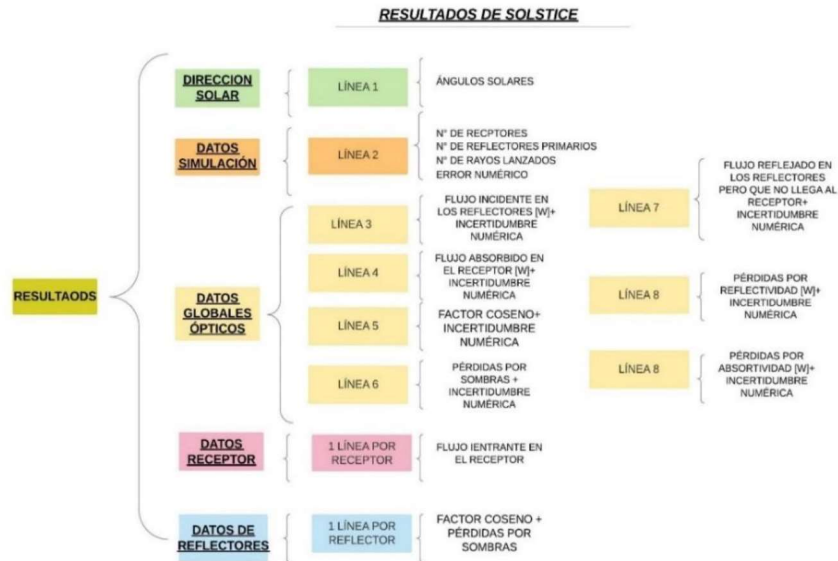 RESULTADOS DE SOLSTICE
RESULTAODS
DIRECCION
SOLAR
LÍNEA 1
ÁNGULOS SOLARES
DATOS
SIMULACIÓN
LÍNEA 2
N° DE RECPTORES
N° DE REFLECTORES PRIMARIOS
N° DE RAYOS LANZADOS
ERROR NUMÉRICO
DATOS
GLOBALES
ÓPTICOS
LÍNEA 3
FLUJO INCIDENTE EN
LOS REFLECTORES [W]+
INCERTIDUMBRE
NUMÉRICA
LÍNEA 4
FLUJO ABSORBIDO EN
EL RECEPTOR [W]+
INCERTIDUMBRE
NUMÉRICA
LÍNEA 5
FACTOR COSENO+
INCERTIDUMBRE
NUMÉRICA
LÍNEA 6
PÉRDIDAS POR
SOMBRAS +
INCERTIDUMBRE
NUMÉRICA
LÍNEA 7
FLUJO REFLEJADO EN
LOS REFLECTORES
PERO QUE NO LLEGA AL
RECEPTOR+
INCERTIDUMBRE
NUMÉRICA
LÍNEA 8
PÉRDIDAS POR
REFLECTIVIDAD [W]+
INCERTIDUMBRE
NUMÉRICA
LÍNEA 8
PÉRDIDAS POR
ABSORTIVIDAD [W]+
INCERTIDUMBRE
NUMÉRICA
DATOS
RECEPTOR
1 LÍNEA POR
RECEPTOR
FLUJO IENTRANTE EN
EL RECEPTOR
DATOS DE
REFLECTORES
1 LÍNEA POR
REFLECTOR
FACTOR COSENO +
PÉRDIDAS POR
SOMBRAS